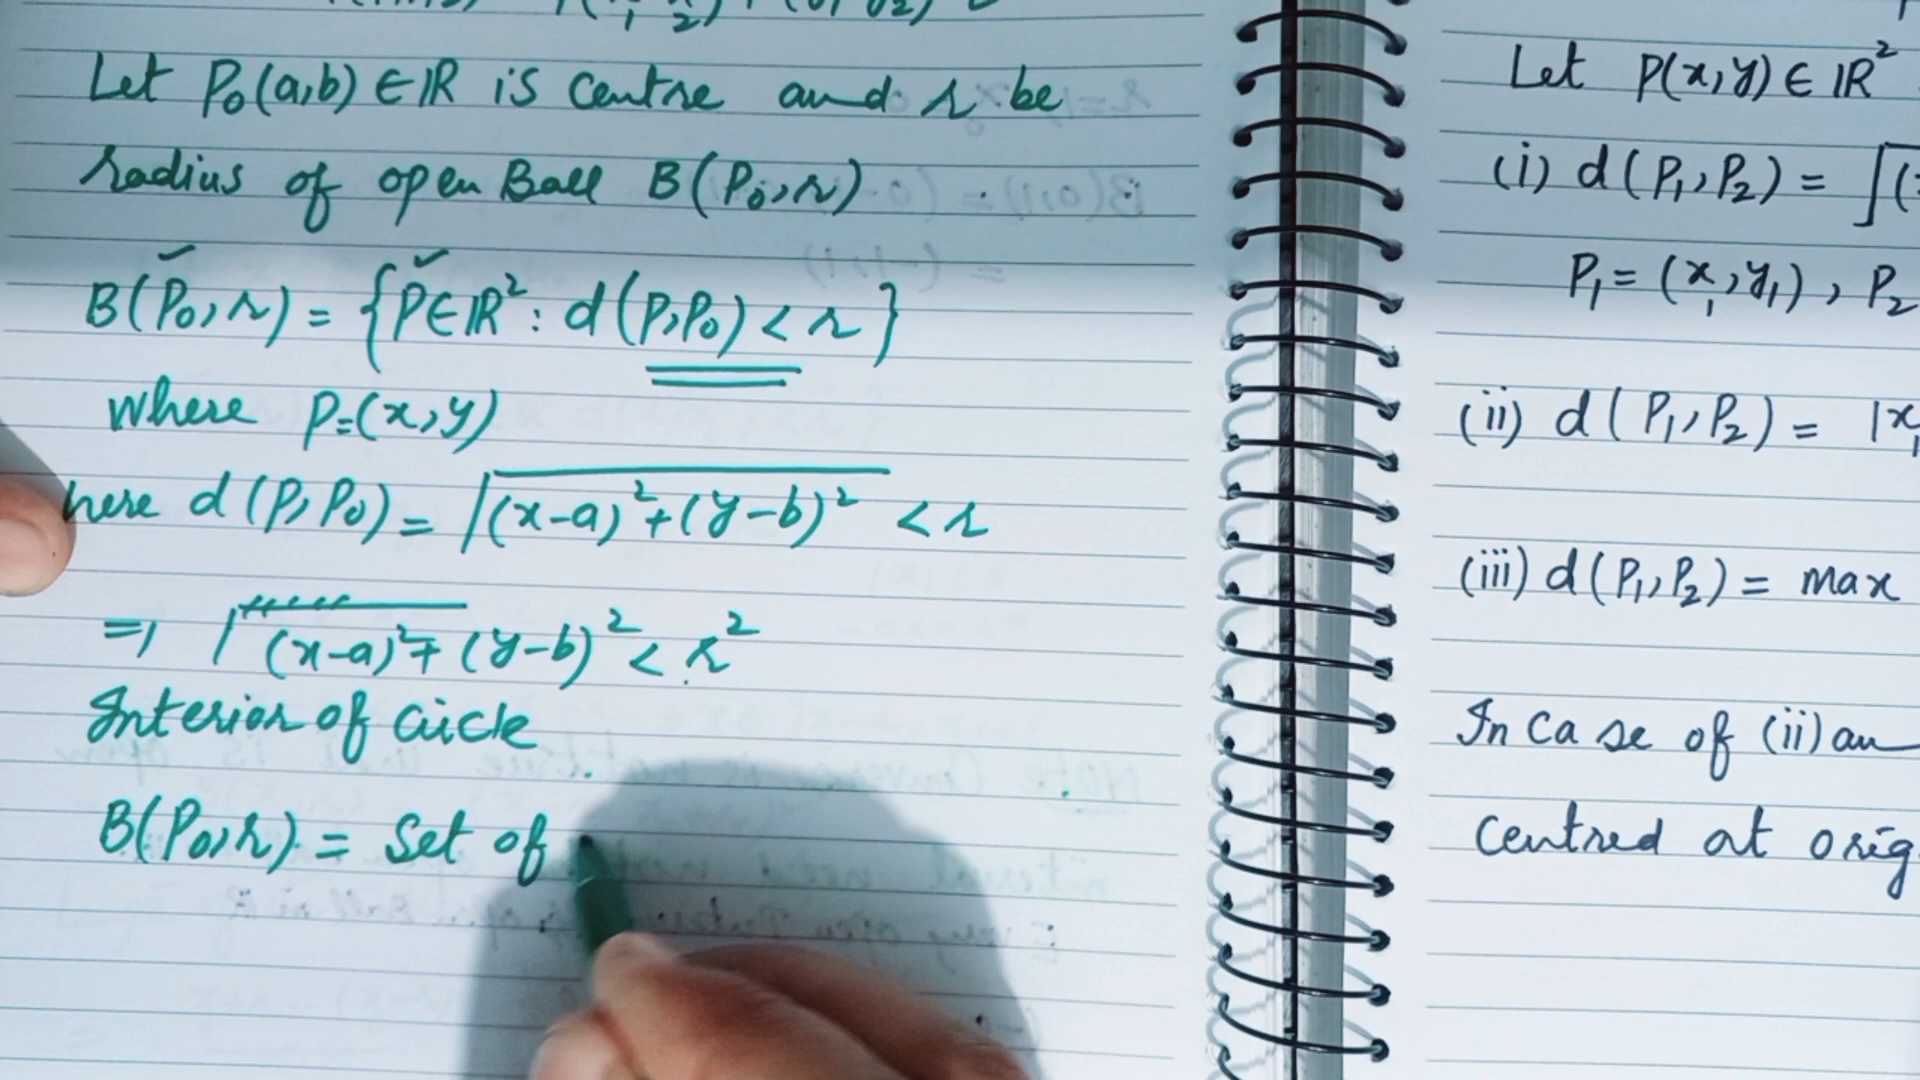 Let P₀(a,b) ∈ IR is centre and r be
radius of open Ball B(P₀,r)
B(P₀,r) = {P∈IR² : d(P,P₀) < r}
where P=(x,y)
here d(P,P₀) = √(x-a)²+(y-b)² < r
=> (x-a)²+(y-b)² < r²
Interior of circle
B(P₀,r) = Set of
Let P(x,y) ∈ IR²
(i) d(P₁,P₂) = √(
P₁ = (x₁,y₁), P₂
(ii) d(P₁,P₂) = |x₁
(iii) d(P₁,P₂) = max
In Case of (ii) an
Centred at orig